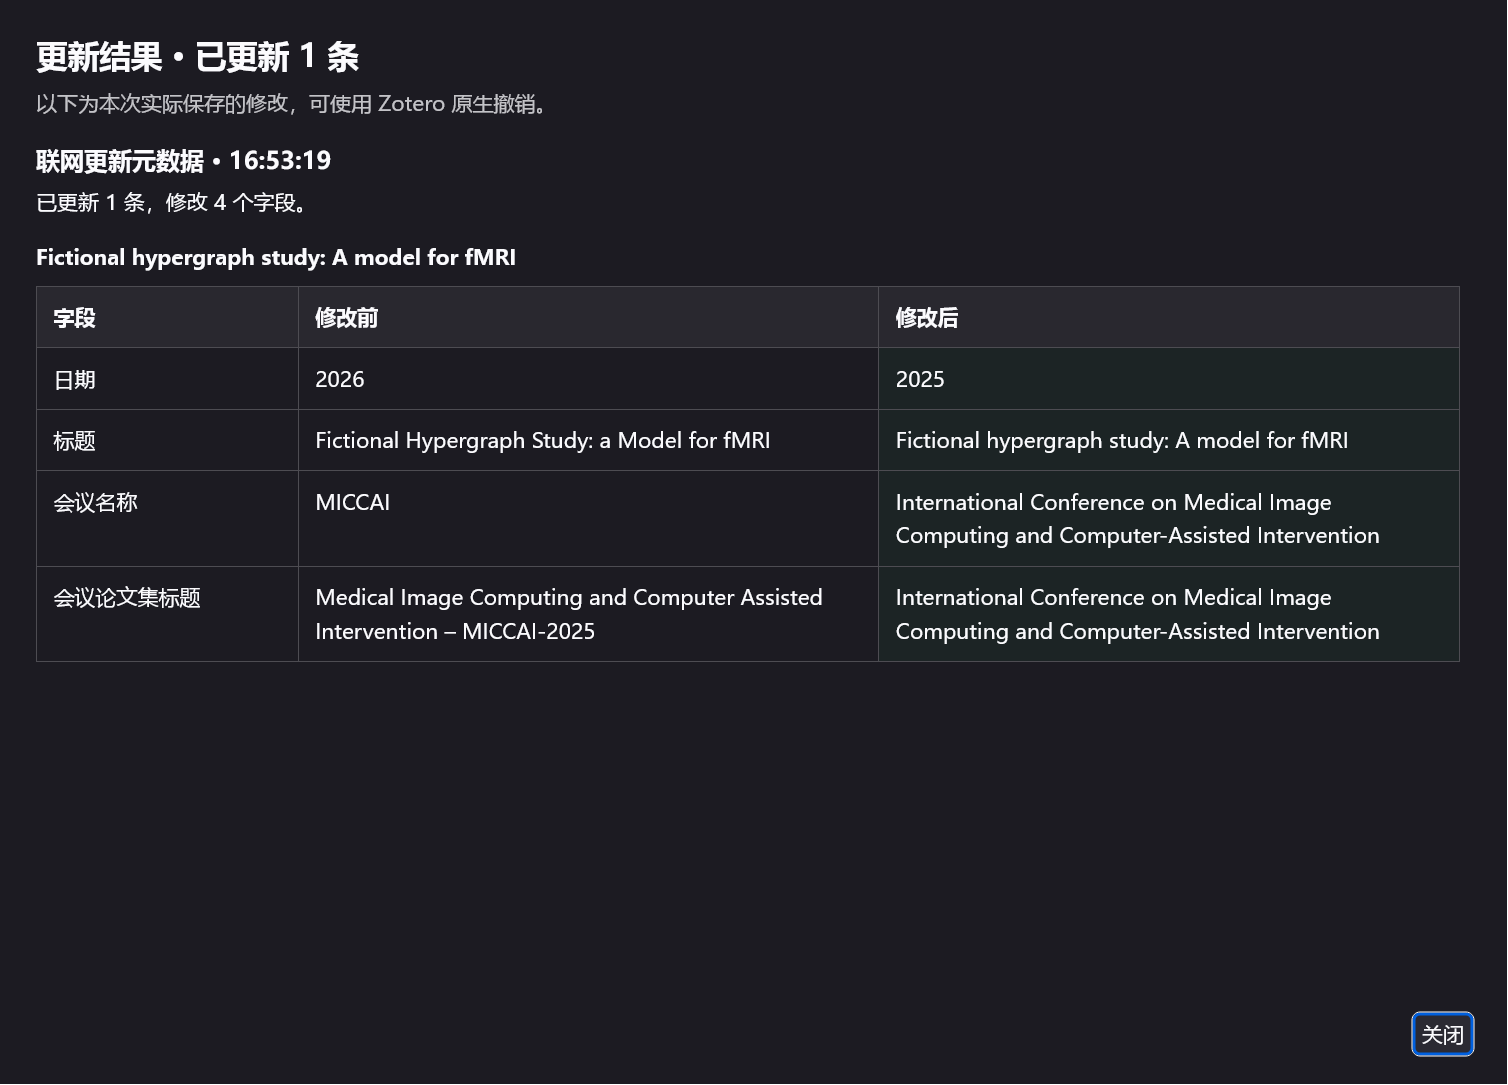 更新结果 • 已更新 1 条
以下为本次实际保存的修改，可使用 Zotero 原生撤销。
联网更新元数据 • 16:53:19
已更新 1 条，修改 4 个字段。
Fictional hypergraph study: A model for fMRI
字段 修改前 修改后
日期 2026 2025
标题 Fictional Hypergraph Study: a Model for fMRI Fictional hypergraph study: A model for fMRI
会议名称 MICCAI International Conference on Medical Image
Computing and Computer-Assisted Intervention
会议论文集标题 Medical Image Computing and Computer Assisted International Conference on Medical Image
Intervention – MICCAI-2025 Computing and Computer-Assisted Intervention
关闭